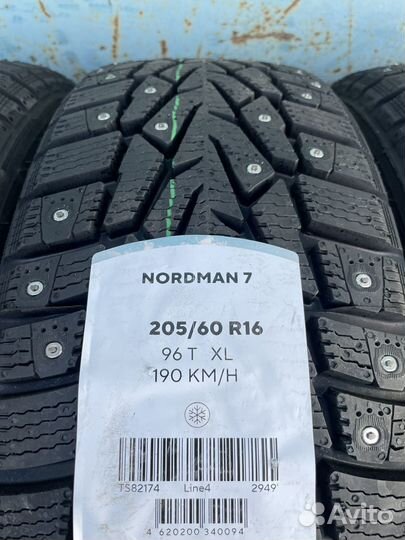 NORDMAN 7
205/60 R16
96 T XL
190 KM/H
TS82174 Line4 2949
4 620200 340094
Avito